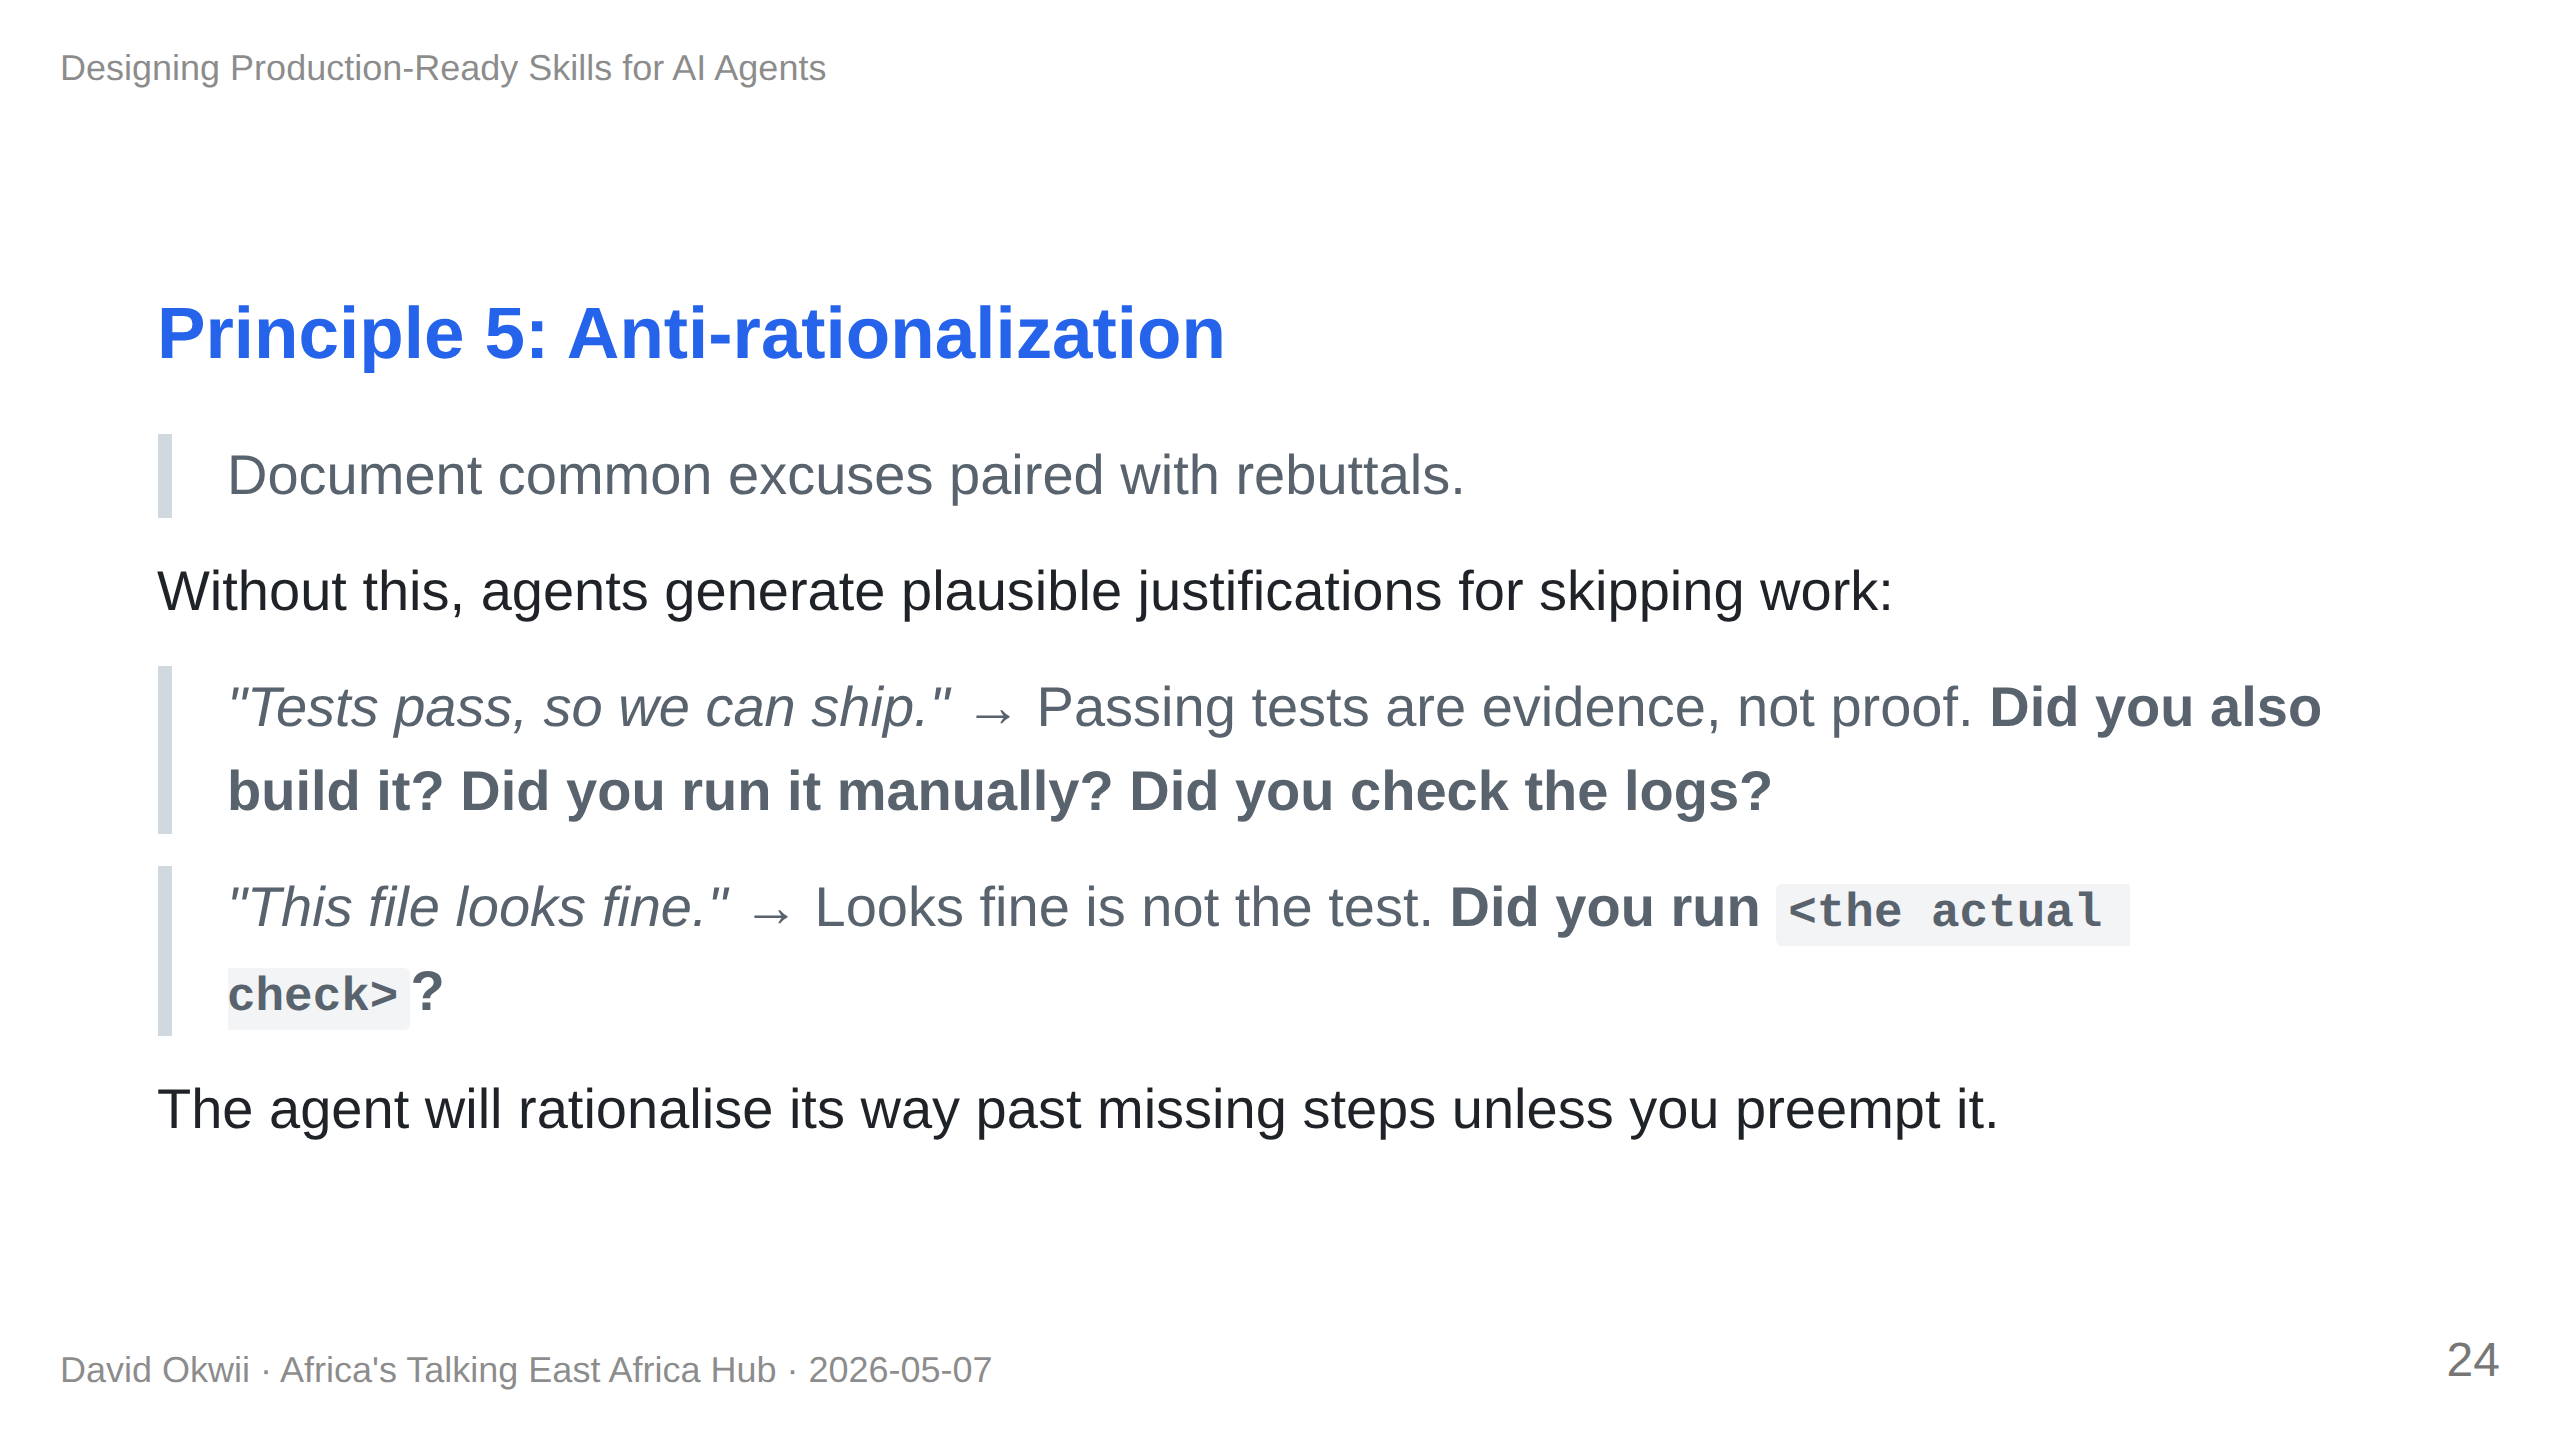 Designing Production-Ready Skills for AI Agents
Principle 5: Anti-rationalization
Document common excuses paired with rebuttals.
Without this, agents generate plausible justifications for skipping work:
"Tests pass, so we can ship." → Passing tests are evidence, not proof. Did you also
build it? Did you run it manually? Did you check the logs?
"This file looks fine." → Looks fine is not the test. Did you run <the actual
check>?
The agent will rationalise its way past missing steps unless you preempt it.
David Okwii · Africa's Talking East Africa Hub · 2026-05-07
24